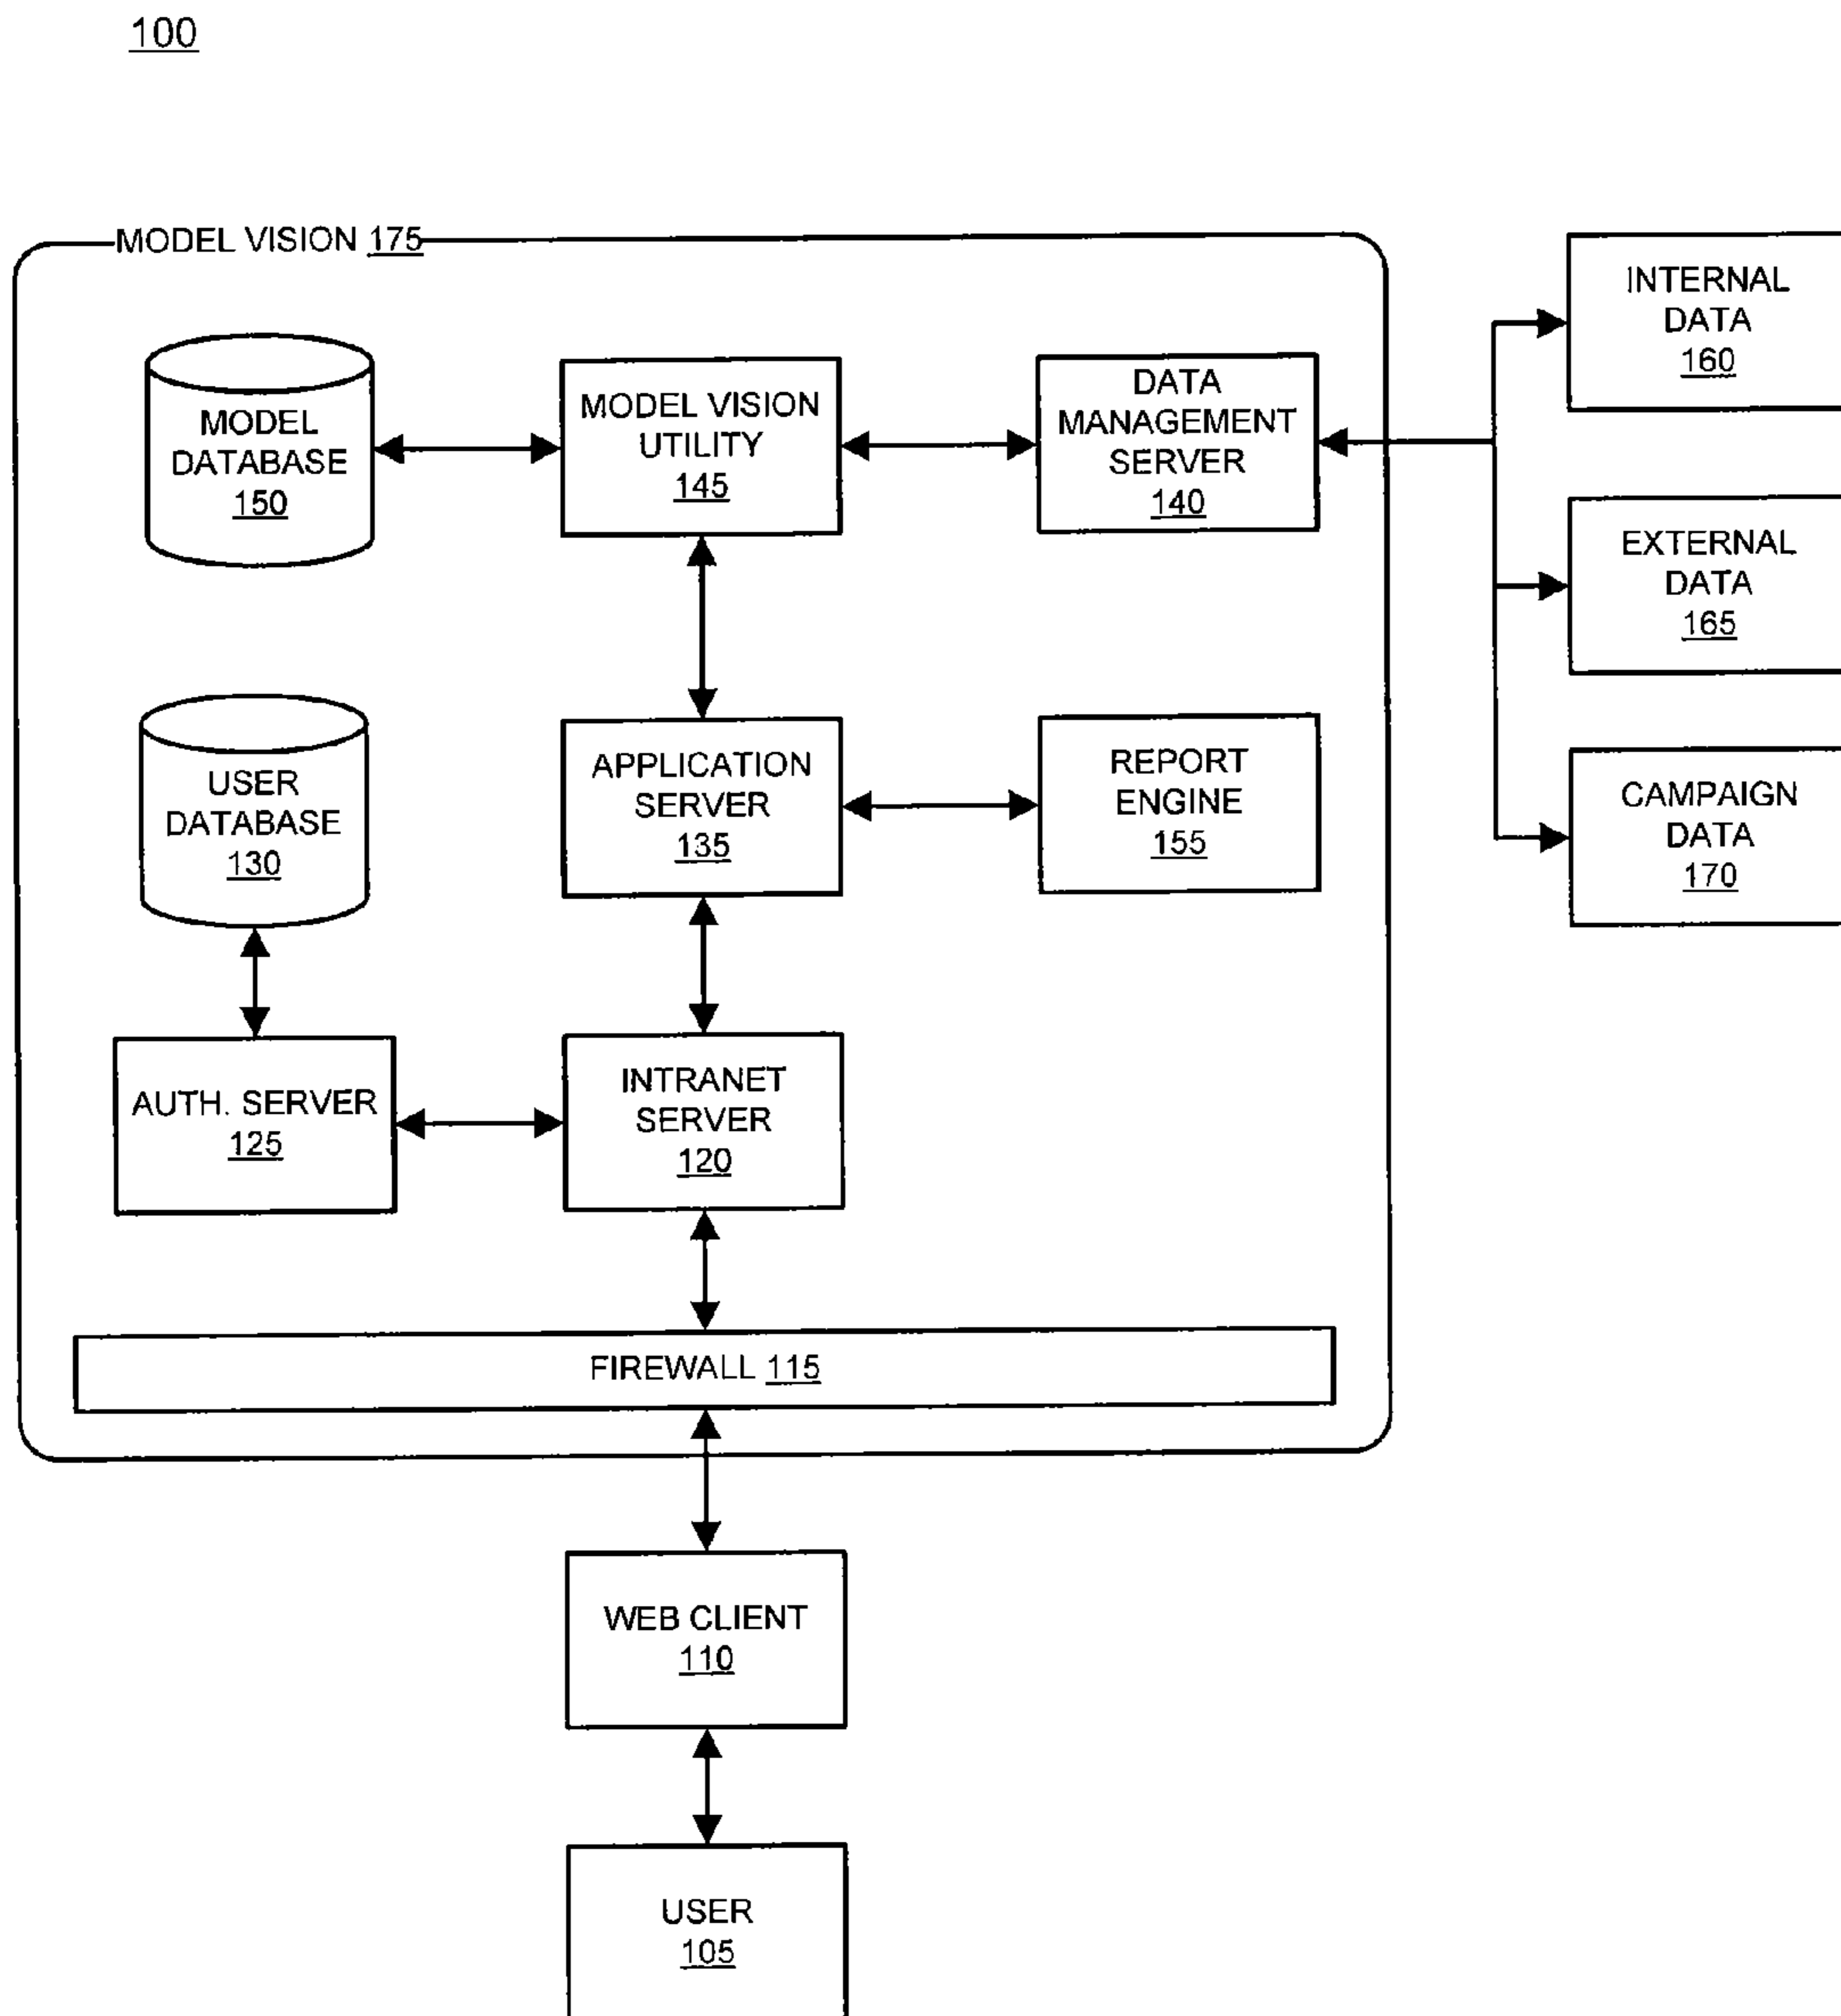 100
MODEL VISION 175
MODEL
DATABASE
150
MODEL VISION
UTILITY
145
DATA
MANAGEMENT
SERVER
140
INTERNAL
DATA
160
EXTERNAL
DATA
165
CAMPAIGN
DATA
170
USER
DATABASE
130
APPLICATION
SERVER
135
REPORT
ENGINE
155
AUTH. SERVER
125
INTRANET
SERVER
120
FIREWALL 115
WEB CLIENT
110
USER
105